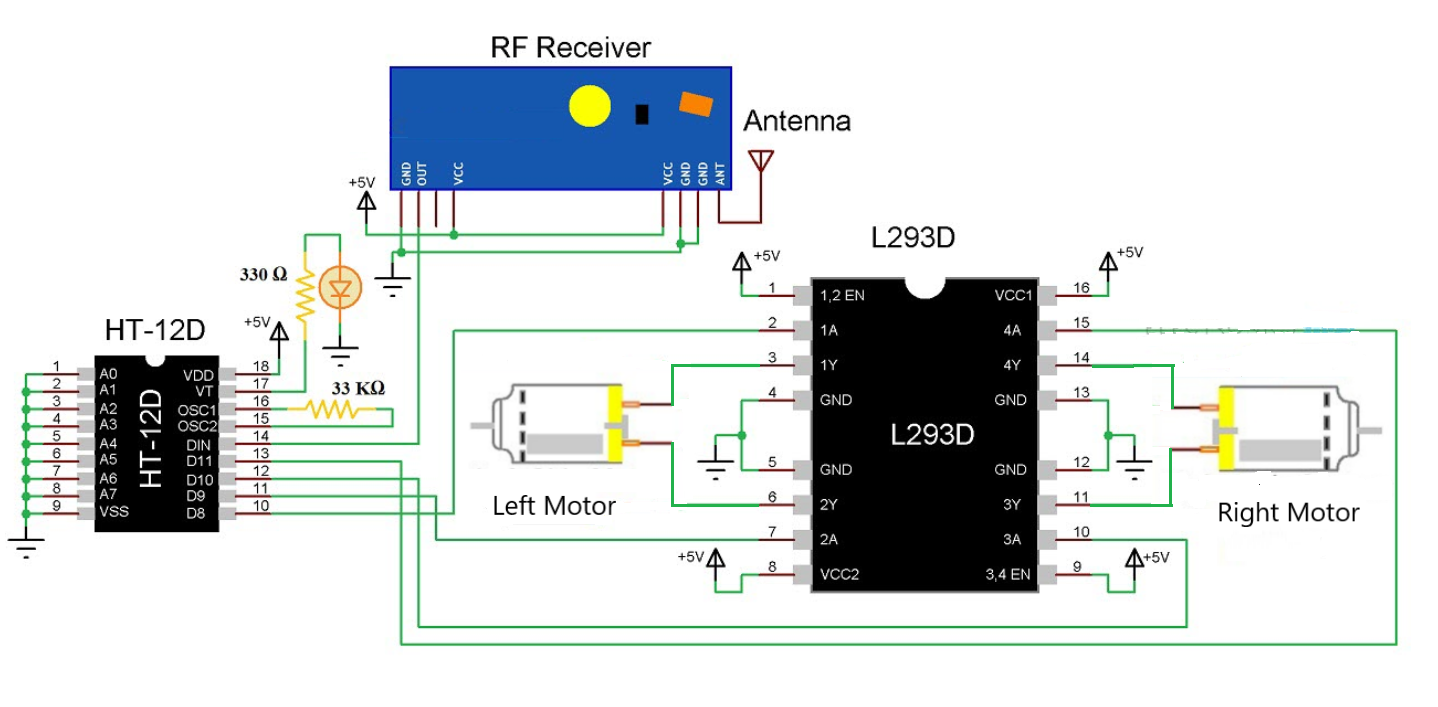 RF Receiver
Antenna
GND
OUT
VCC
VCC
GND
GND
ANT
+5V
330 Ω
+5V
33 KΩ
HT-12D
HT-12D
1 A0
2 A1
3 A2
4 A3
5 A4
6 A5
7 A6
8 A7
9 VSS
VDD 18
VT 17
OSC1 16
OSC2 15
DIN 14
D11 13
D10 12
D9 11
D8 10
L293D
L293D
+5V
+5V
1 1,2 EN
2 1A
3 1Y
4 GND
5 GND
6 2Y
7 2A
8 VCC2
VCC1 16
4A 15
4Y 14
GND 13
GND 12
3Y 11
3A 10
3,4 EN 9
+5V
+5V
Left Motor
Right Motor